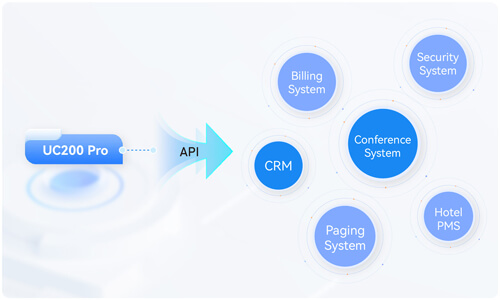 UC200 Pro
API
Billing
System
Security
System
CRM
Conference
System
Paging
System
Hotel
PMS